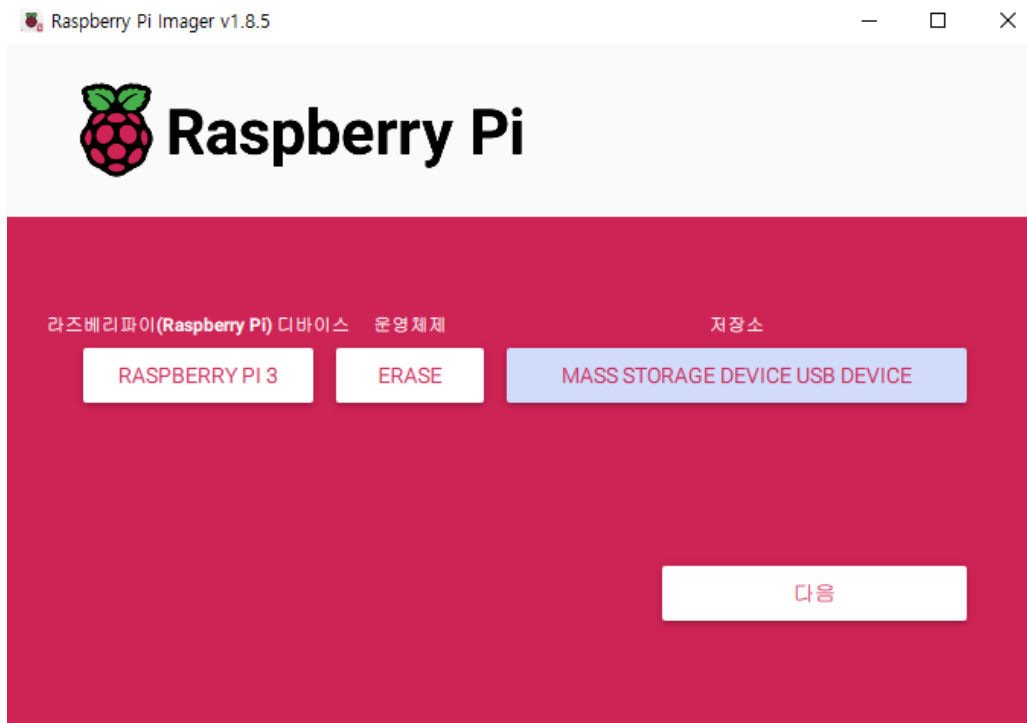 Raspberry Pi Imager v1.8.5
Raspberry Pi
라즈베리파이(Raspberry Pi) 디바이스 운영체제 저장소
RASPBERRY PI 3 ERASE MASS STORAGE DEVICE USB DEVICE
다음